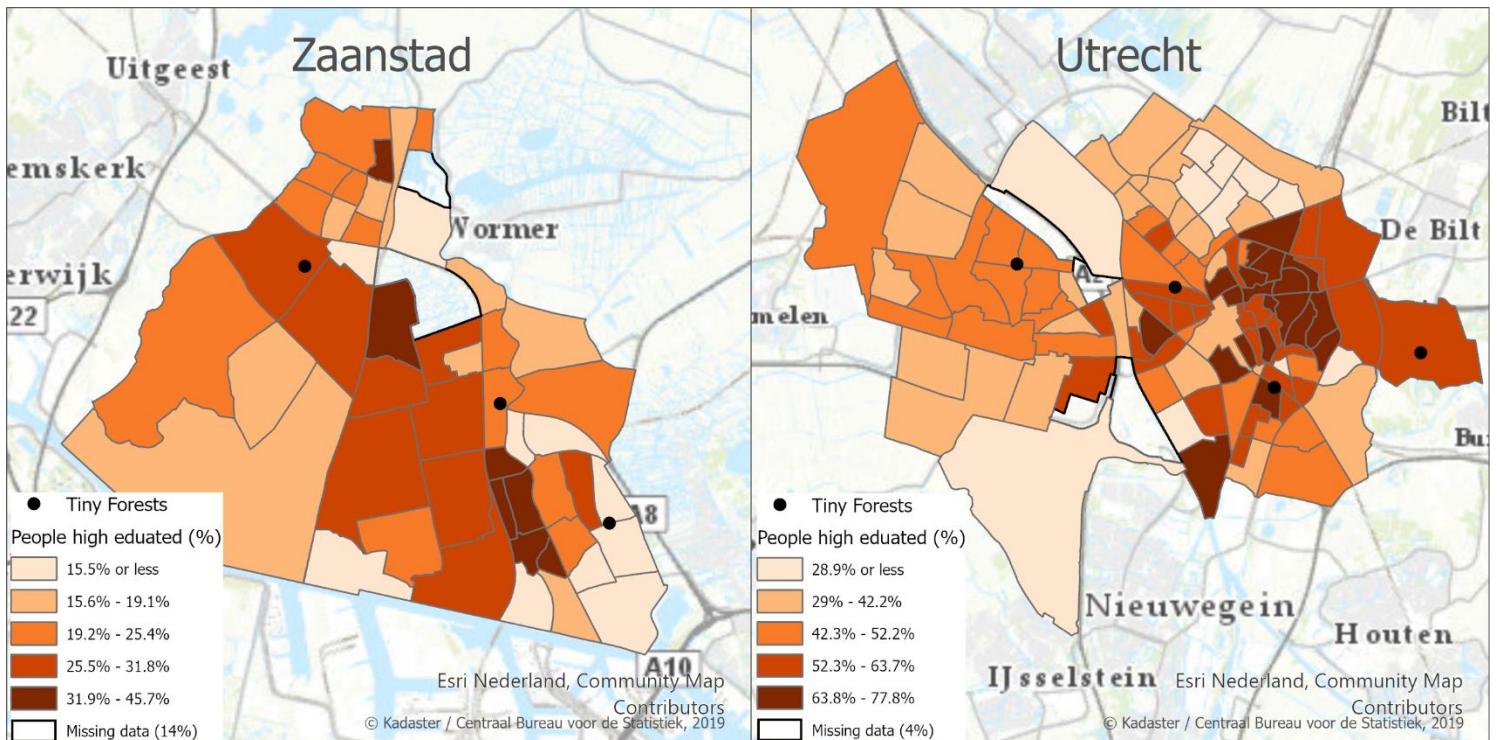 Zaanstad
Uitgeest
emskerk
Wormer
erwijk
22
A8
A10
Tiny Forests
People high eduated (%)
15.5% or less
15.6% - 19.1%
19.2% - 25.4%
25.5% - 31.8%
31.9% - 45.7%
Missing data (14%)
Esri Nederland, Community Map
Contributors
© Kadaster / Centraal Bureau voor de Statistiek, 2019
Utrecht
Bilt
De Bilt
A2
melen
Bu
Nieuwegein
Houten
IJsselstein
Tiny Forests
People high eduated (%)
28.9% or less
29% - 42.2%
42.3% - 52.2%
52.3% - 63.7%
63.8% - 77.8%
Missing data (4%)
Esri Nederland, Community Map
Contributors
© Kadaster / Centraal Bureau voor de Statistiek, 2019